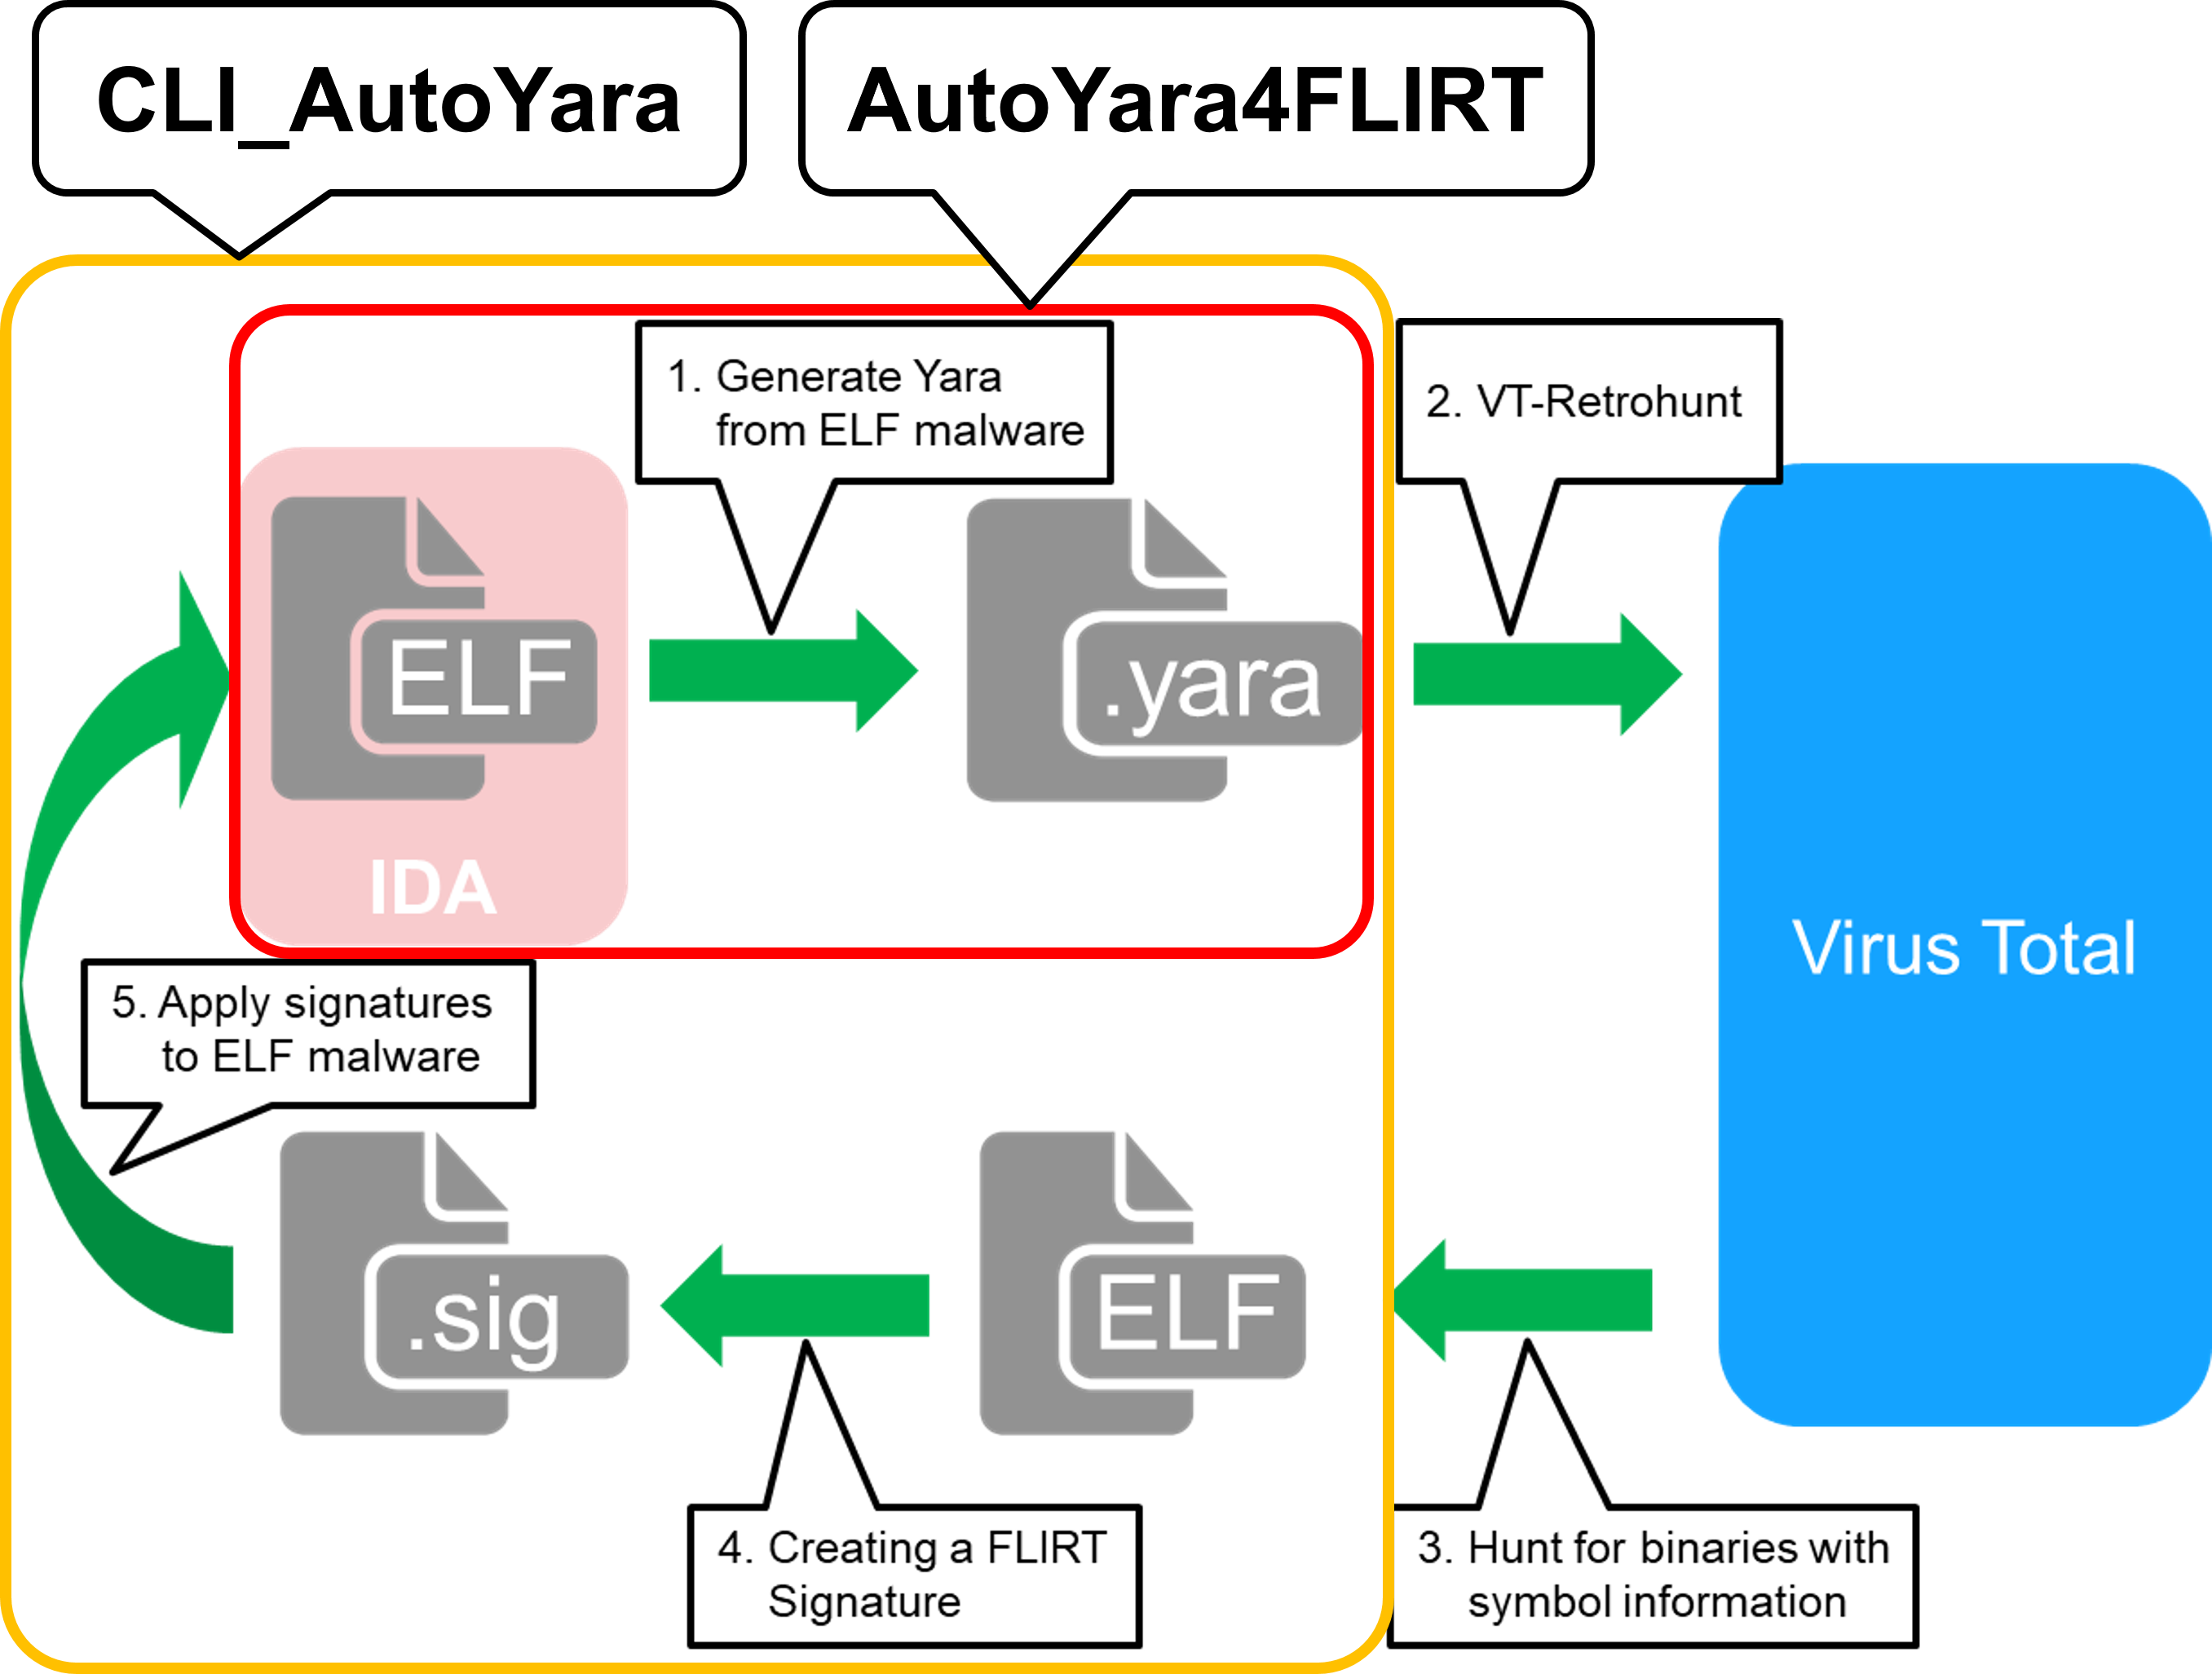 CLI_AutoYara
AutoYara4FLIRT
1. Generate Yara
from ELF malware
2. VT-Retrohunt
ELF
.yara
IDA
Virus Total
5. Apply signatures
to ELF malware
.sig
ELF
4. Creating a FLIRT
Signature
3. Hunt for binaries with
symbol information